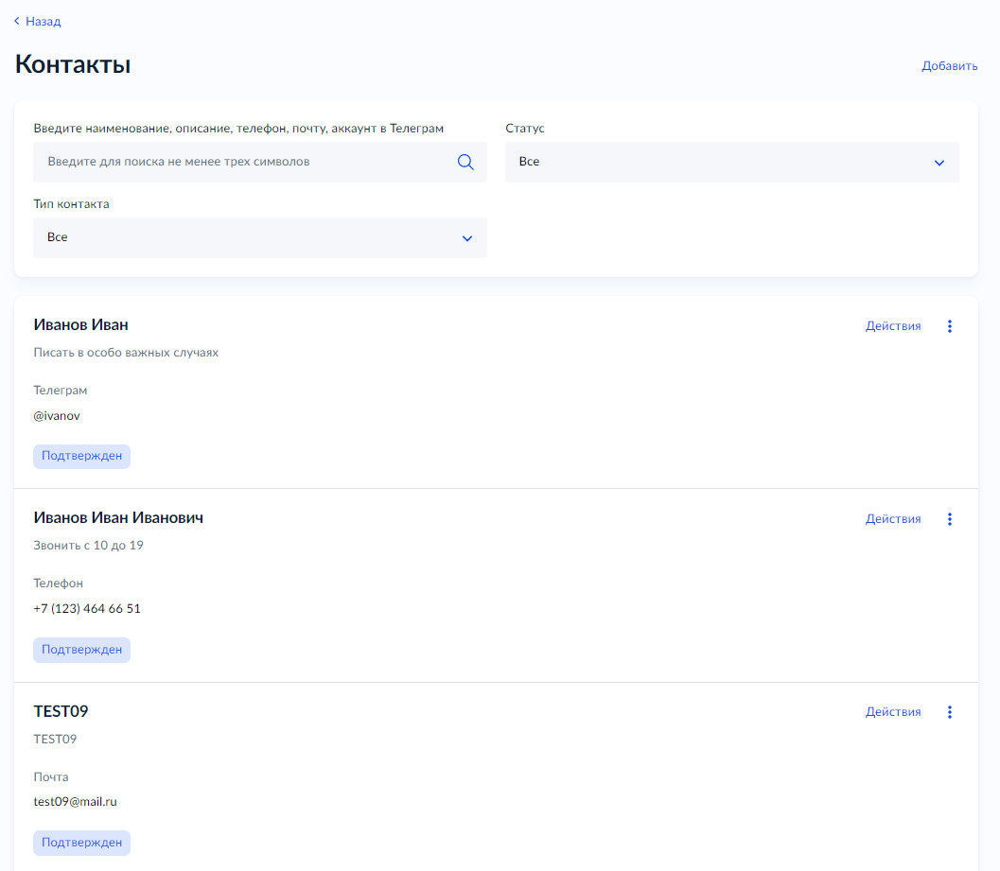 Назад
Контакты
Добавить
Введите наименование, описание, телефон, почту, аккаунт в Телеграм
Статус
Введите для поиска не менее трех символов
Все
Тип контакта
Все
Иванов Иван
Действия
Писать в особо важных случаях
Телеграм
@ivanov
Подтвержден
Иванов Иван Иванович
Действия
Звонить с 10 до 19
Телефон
+7 (123) 464 66 51
Подтвержден
TEST09
Действия
TEST09
Почта
test09@mail.ru
Подтвержден